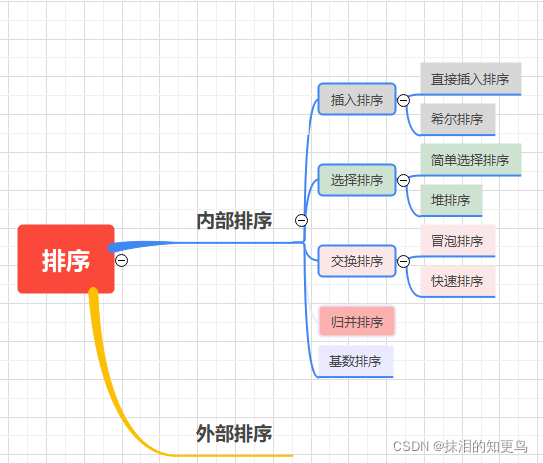 排序
内部排序
插入排序
直接插入排序
希尔排序
选择排序
简单选择排序
堆排序
交换排序
冒泡排序
快速排序
归并排序
基数排序
外部排序
CSDN @抹泪的知更鸟